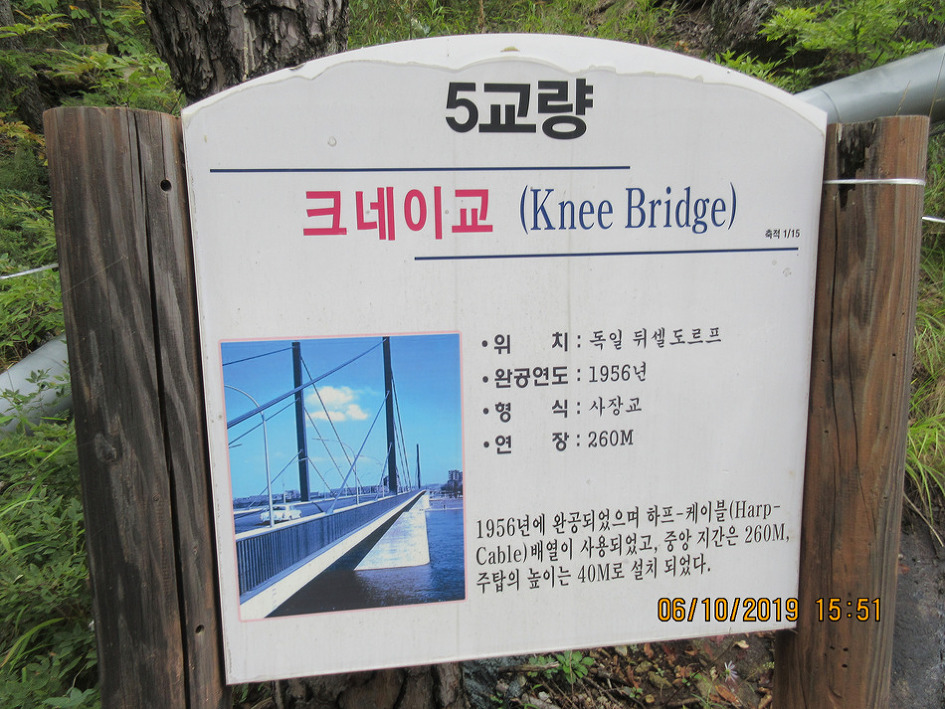 5교량
크네이교 (Knee Bridge)
축적 1/15
• 위 치 : 독일 뒤셀도르프
• 완공연도 : 1956년
• 형 식 : 사장교
• 연 장 : 260M
1956년에 완공되었으며 하프-케이블(Harp-
Cable)배열이 사용되었고, 중앙 지간은 260M,
주탑의 높이는 40M로 설치 되었다.
06/10/2019 15:51